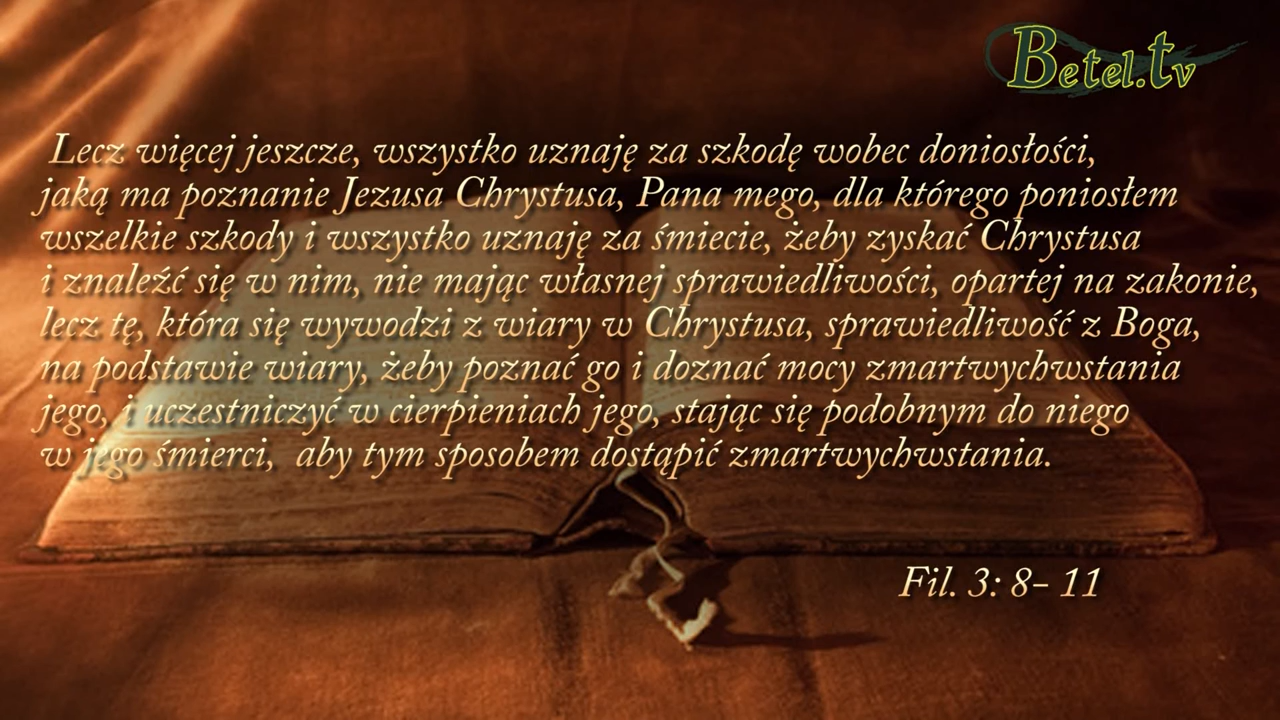 Betel.tv
Lecz więcej jeszcze, wszystko uznaję za szkodę wobec doniosłości,
jaką ma poznanie Jezusa Chrystusa, Pana mego, dla którego poniosłem
wszelkie szkody i wszystko uznaję za śmiecie, żeby zyskać Chrystusa
i znaleźć się w nim, nie mając własnej sprawiedliwości, opartej na zakonie,
lecz tę, która się wywodzi z wiary w Chrystusa, sprawiedliwość z Boga,
na podstawie wiary, żeby poznać go i doznać mocy zmartwychwstania
jego, i uczestniczyć w cierpieniach jego, stając się podobnym do niego
w jego śmierci, aby tym sposobem dostąpić zmartwychwstania.
Fil. 3: 8– 11